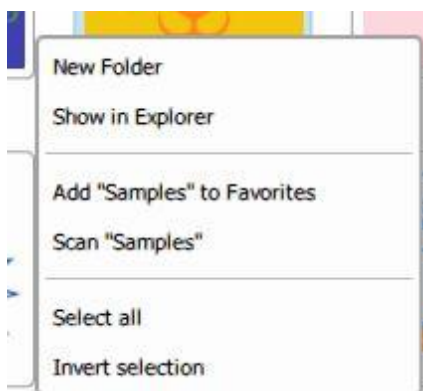 New Folder
Show in Explorer
Add "Samples" to Favorites
Scan "Samples"
Select all
Invert selection